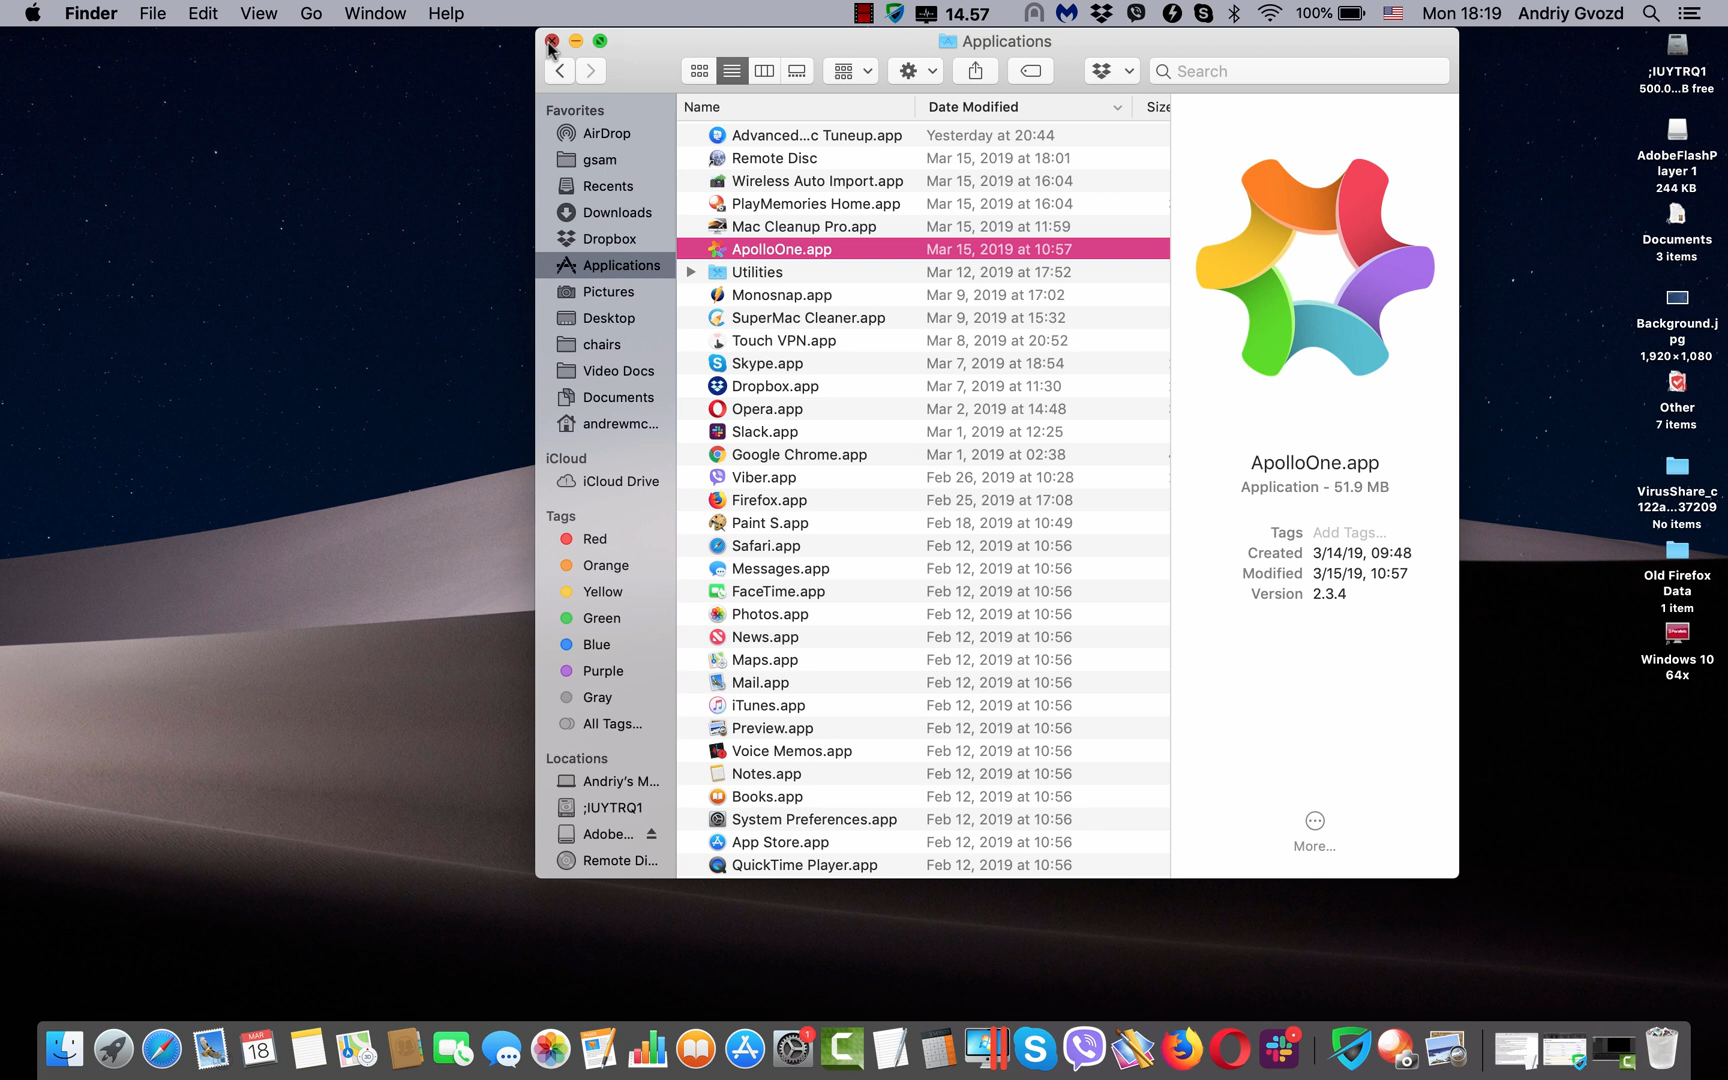 Finder File Edit View Go Window Help 14.57 100% Mon 18:19 Andriy Gvozd
Applications
Search
Favorites
AirDrop
gsam
Recents
Downloads
Dropbox
Applications
Pictures
Desktop
chairs
Video Docs
Documents
andrewmc...
iCloud
iCloud Drive
Tags
Red
Orange
Yellow
Green
Blue
Purple
Gray
All Tags...
Locations
Andriy's M...
;IUYTRQ1
Adobe...
Remote Di...
Name Date Modified Size
Advanced...c Tuneup.app Yesterday at 20:44
Remote Disc Mar 15, 2019 at 18:01
Wireless Auto Import.app Mar 15, 2019 at 16:04
PlayMemories Home.app Mar 15, 2019 at 16:04
Mac Cleanup Pro.app Mar 15, 2019 at 11:59
ApolloOne.app Mar 15, 2019 at 10:57
Utilities Mar 12, 2019 at 17:52
Monosnap.app Mar 9, 2019 at 17:02
SuperMac Cleaner.app Mar 9, 2019 at 15:32
Touch VPN.app Mar 8, 2019 at 20:52
Skype.app Mar 7, 2019 at 18:54
Dropbox.app Mar 7, 2019 at 11:30
Opera.app Mar 2, 2019 at 14:48
Slack.app Mar 1, 2019 at 12:25
Google Chrome.app Mar 1, 2019 at 02:38
Viber.app Feb 26, 2019 at 10:28
Firefox.app Feb 25, 2019 at 17:08
Paint S.app Feb 18, 2019 at 10:49
Safari.app Feb 12, 2019 at 10:56
Messages.app Feb 12, 2019 at 10:56
FaceTime.app Feb 12, 2019 at 10:56
Photos.app Feb 12, 2019 at 10:56
News.app Feb 12, 2019 at 10:56
Maps.app Feb 12, 2019 at 10:56
Mail.app Feb 12, 2019 at 10:56
iTunes.app Feb 12, 2019 at 10:56
Preview.app Feb 12, 2019 at 10:56
Voice Memos.app Feb 12, 2019 at 10:56
Notes.app Feb 12, 2019 at 10:56
Books.app Feb 12, 2019 at 10:56
System Preferences.app Feb 12, 2019 at 10:56
App Store.app Feb 12, 2019 at 10:56
QuickTime Player.app Feb 12, 2019 at 10:56
ApolloOne.app
Application - 51.9 MB
Tags Add Tags...
Created 3/14/19, 09:48
Modified 3/15/19, 10:57
Version 2.3.4
More...
;IUYTRQ1
500.0...B free
AdobeFlashP
layer 1
244 KB
Documents
3 items
Background.j
pg
1,920×1,080
Other
7 items
VirusShare_c
122a...37209
No items
Old Firefox
Data
1 item
Windows 10
64x
MAR
18
1